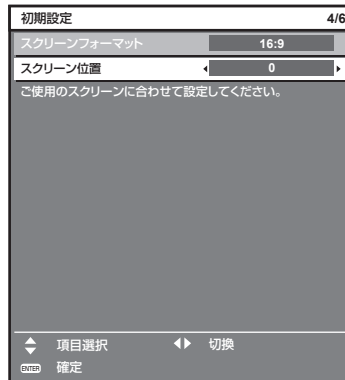 初期設定 4/6
スクリーンフォーマット 16:9
スクリーン位置 0
ご使用のスクリーンに合わせて設定してください。
項目選択 切換
ENTER 確定